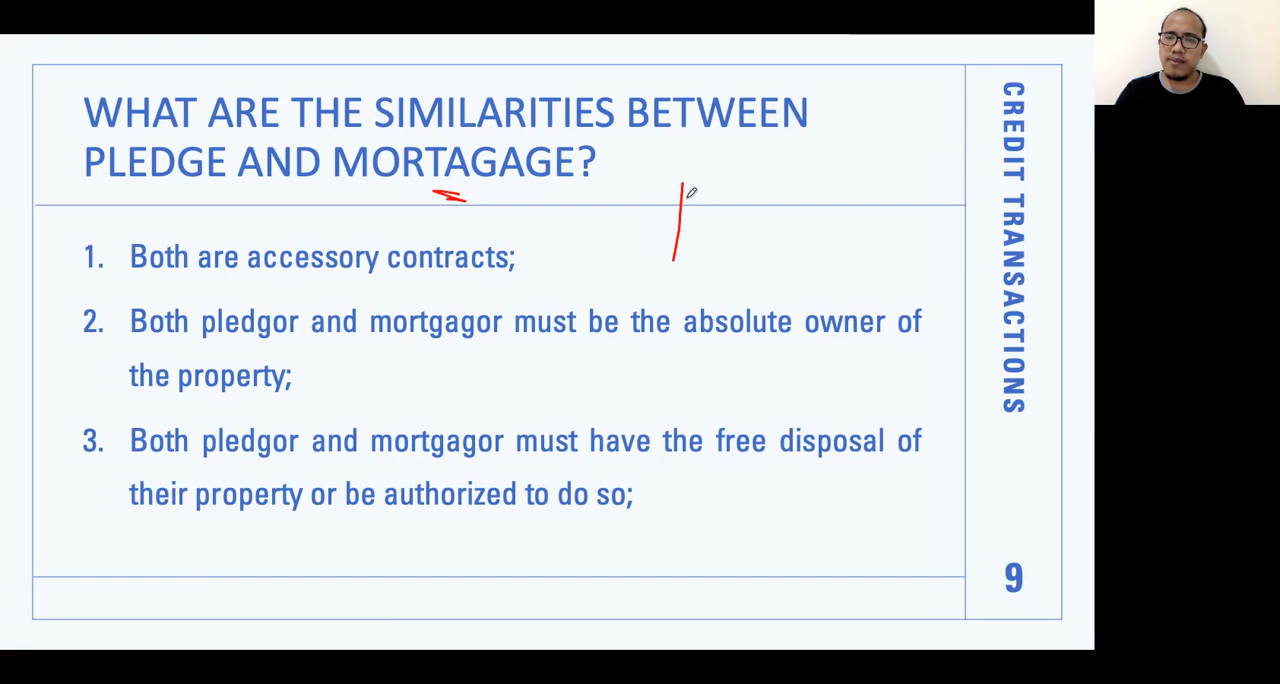 WHAT ARE THE SIMILARITIES BETWEEN
PLEDGE AND MORTAGAGE?
1. Both are accessory contracts;
2. Both pledgor and mortgagor must be the absolute owner of
the property;
3. Both pledgor and mortgagor must have the free disposal of
their property or be authorized to do so;
CREDIT TRANSACTIONS
9